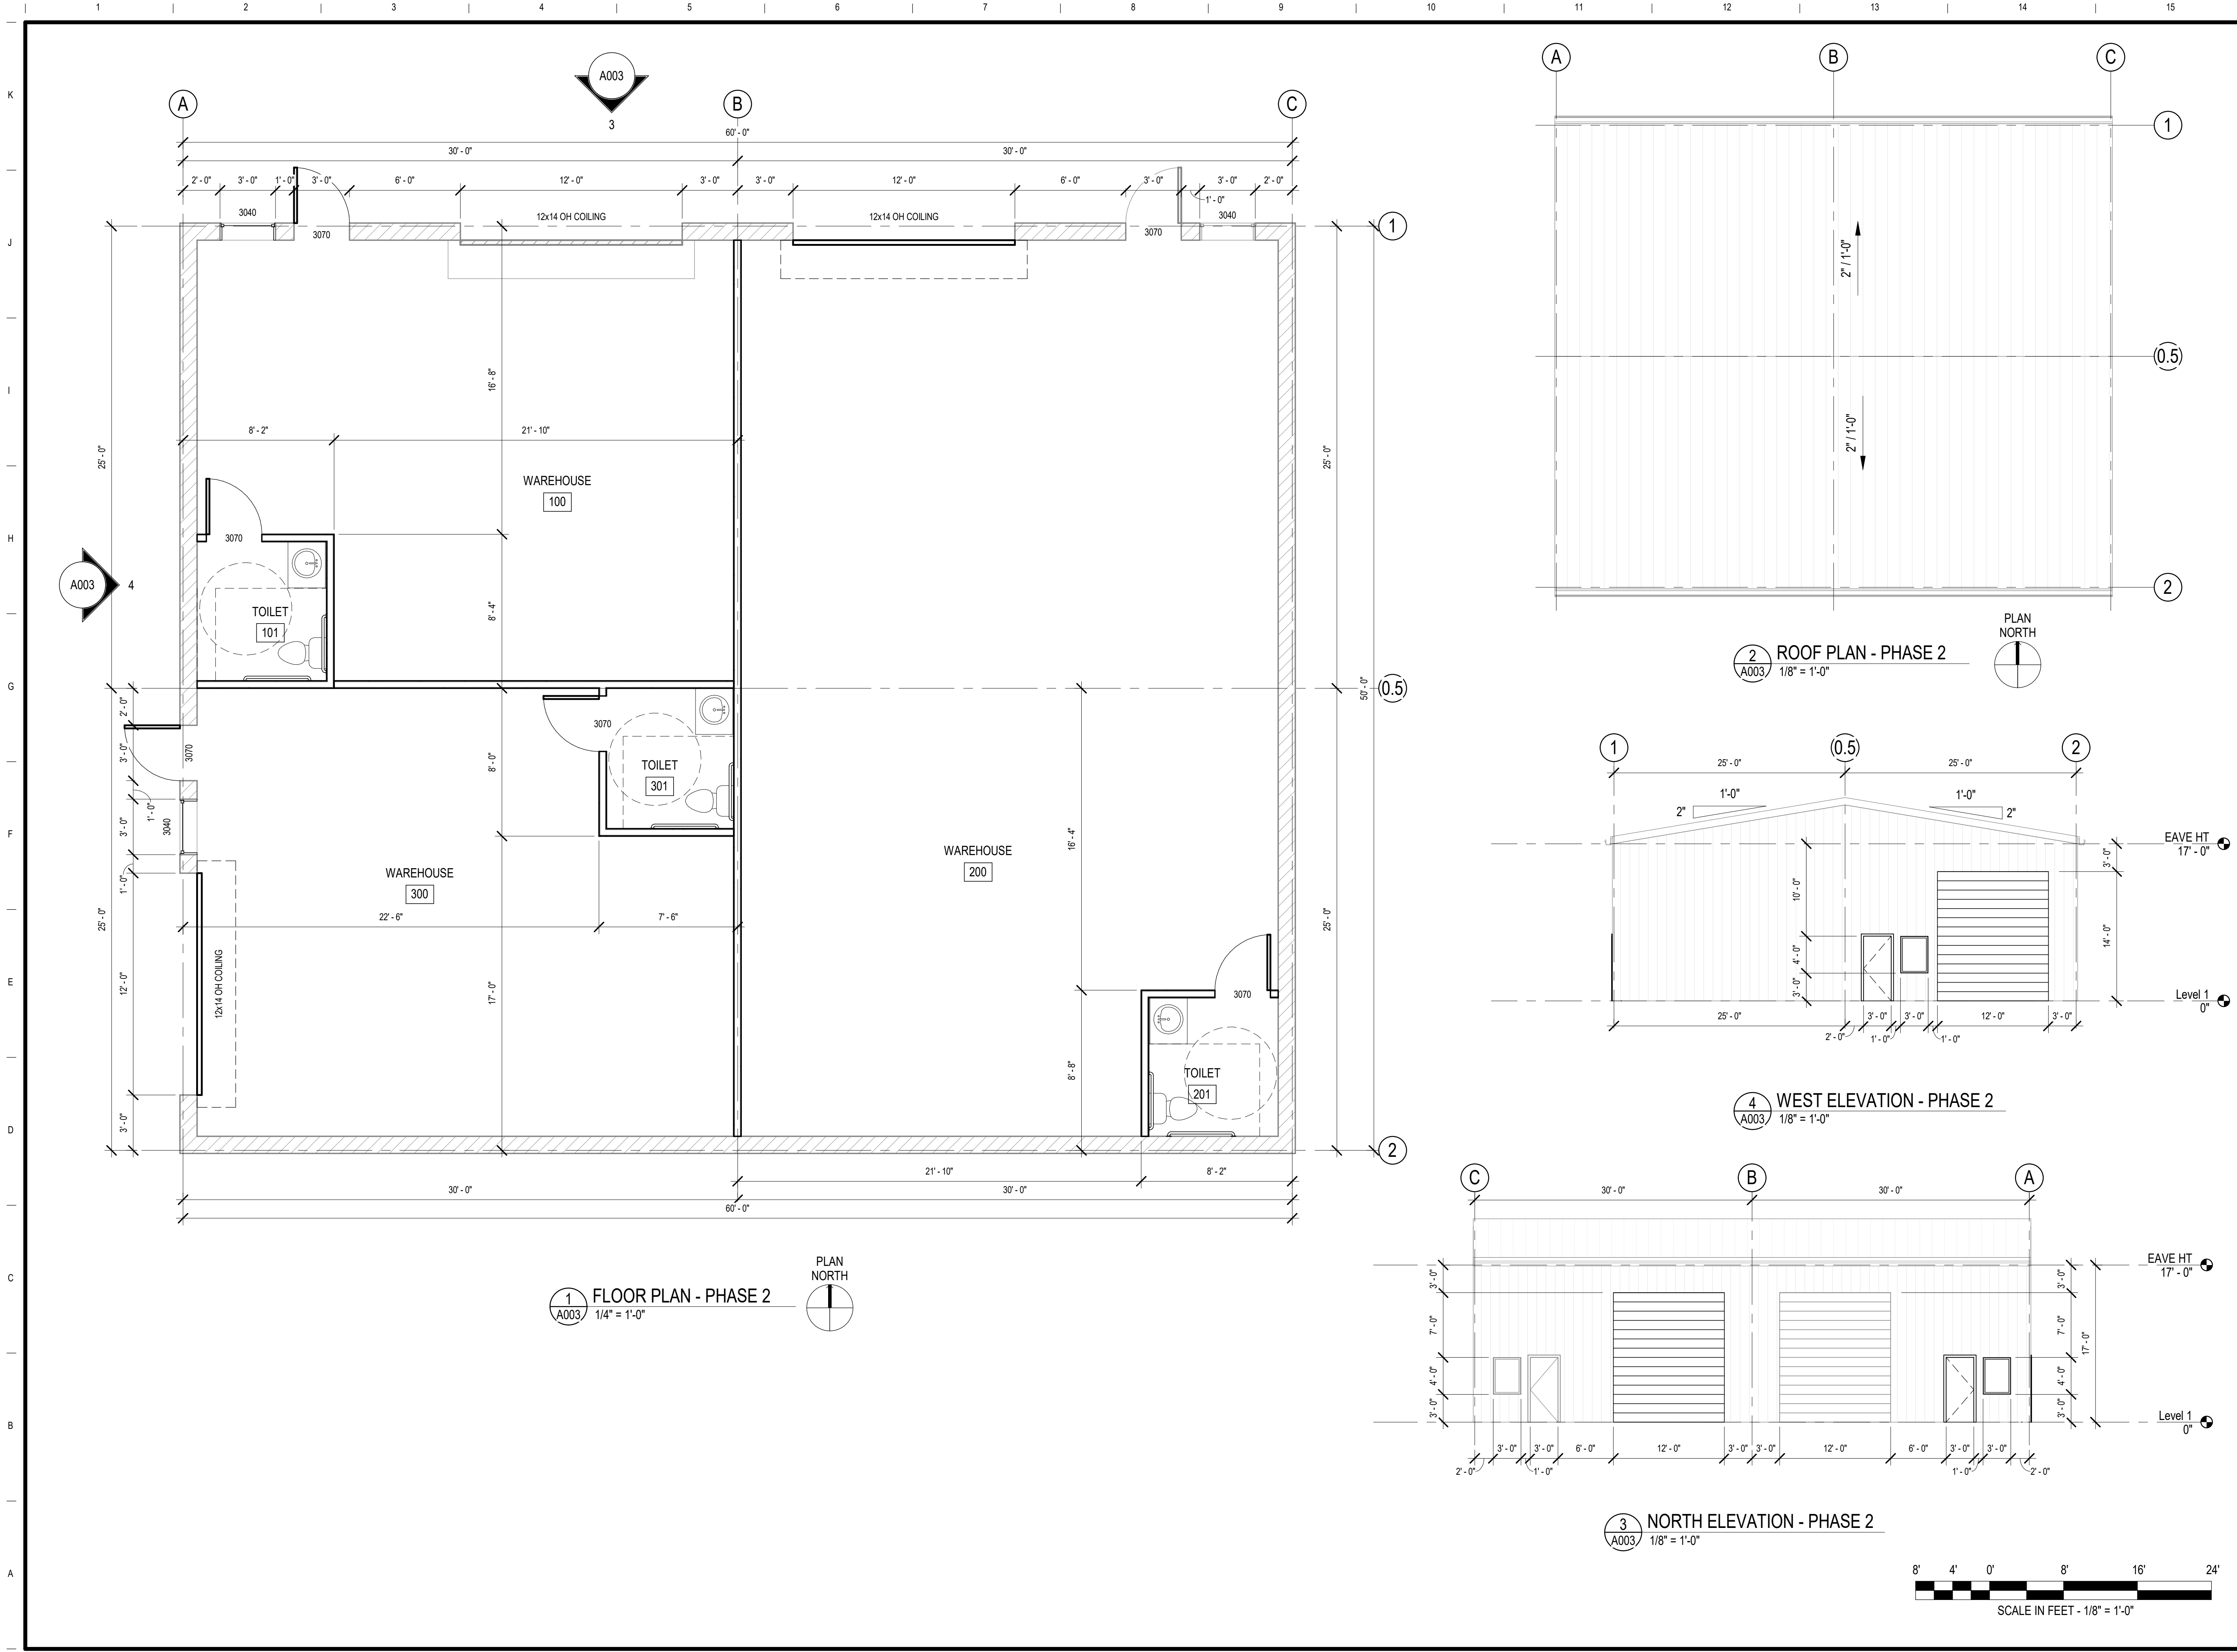 1 2 3 4 5 6 7 8 9 10 11 12 13 14 15
K
J
I
H
G
F
E
D
C
B
A
A003
3
A B C
60' - 0"
30' - 0" 30' - 0"
2' - 0" 3' - 0" 1' - 0" 3' - 0" 6' - 0" 12' - 0" 3' - 0" 3' - 0" 12' - 0" 6' - 0" 3' - 0" 3' - 0" 2' - 0"
1' - 0"
3040 12x14 OH COILING 12x14 OH COILING 3040
3070 3070
1
25' - 0"
16' - 8"
8' - 2" 21' - 10"
25' - 0"
WAREHOUSE
100
3070
A003 4
TOILET
101
8' - 4"
50' - 0"
0.5
2' - 0"
3' - 0"
3070
1' - 0"
3' - 0"
3040
1' - 0"
25' - 0"
12' - 0"
12x14 OH COILING
3' - 0"
3070
8' - 0"
TOILET
301
WAREHOUSE
300
22' - 6" 7' - 6"
17' - 0"
WAREHOUSE
200
16' - 4"
25' - 0"
3070
8' - 8"
TOILET
201
2
21' - 10" 8' - 2"
30' - 0" 30' - 0"
60' - 0"
1
A003
FLOOR PLAN - PHASE 2
1/4" = 1'-0"
PLAN
NORTH
A B C
1
2" / 1'-0"
0.5
2" / 1'-0"
2
2
A003
ROOF PLAN - PHASE 2
1/8" = 1'-0"
PLAN
NORTH
1 0.5 2
25' - 0" 25' - 0"
1'-0" 1'-0"
2" 2"
EAVE HT
17' - 0"
3' - 0"
10' - 0"
14' - 0"
4' - 0"
3' - 0"
Level 1
0"
25' - 0" 3' - 0" 3' - 0" 12' - 0" 3' - 0"
2' - 0" 1' - 0" 1' - 0"
4
A003
WEST ELEVATION - PHASE 2
1/8" = 1'-0"
C B A
30' - 0" 30' - 0"
EAVE HT
17' - 0"
3' - 0" 3' - 0"
7' - 0" 7' - 0"
17' - 0"
4' - 0" 4' - 0"
3' - 0" 3' - 0"
Level 1
0"
3' - 0" 3' - 0" 6' - 0" 12' - 0" 3' - 0" 3' - 0" 12' - 0" 6' - 0" 3' - 0" 3' - 0"
2' - 0" 1' - 0" 1' - 0" 2' - 0"
3
A003
NORTH ELEVATION - PHASE 2
1/8" = 1'-0"
8' 4' 0' 8' 16' 24'
SCALE IN FEET - 1/8" = 1'-0"